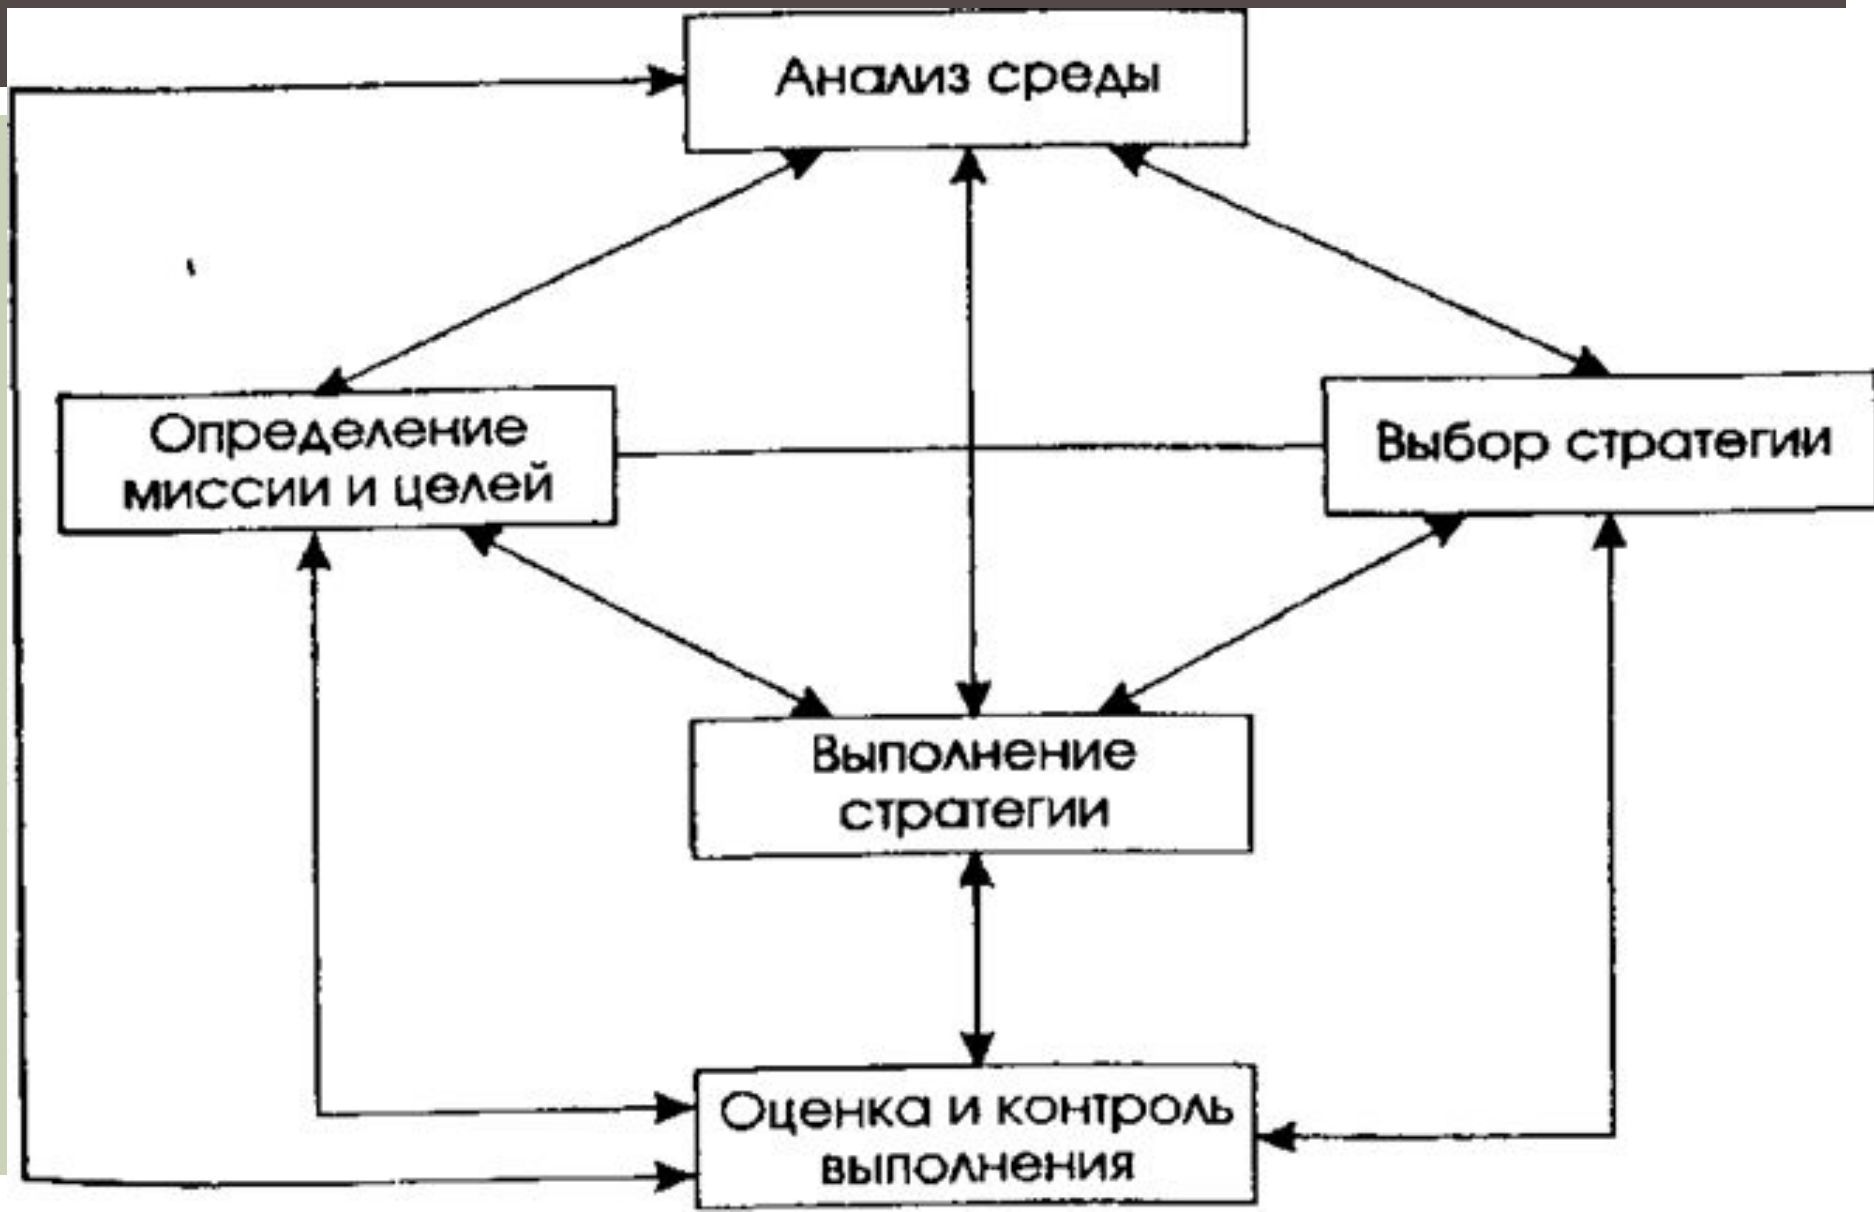 Анализ среды
Определение
миссии и целей
Выбор стратегии
Выполнение
стратегии
Оценка и контроль
выполнения